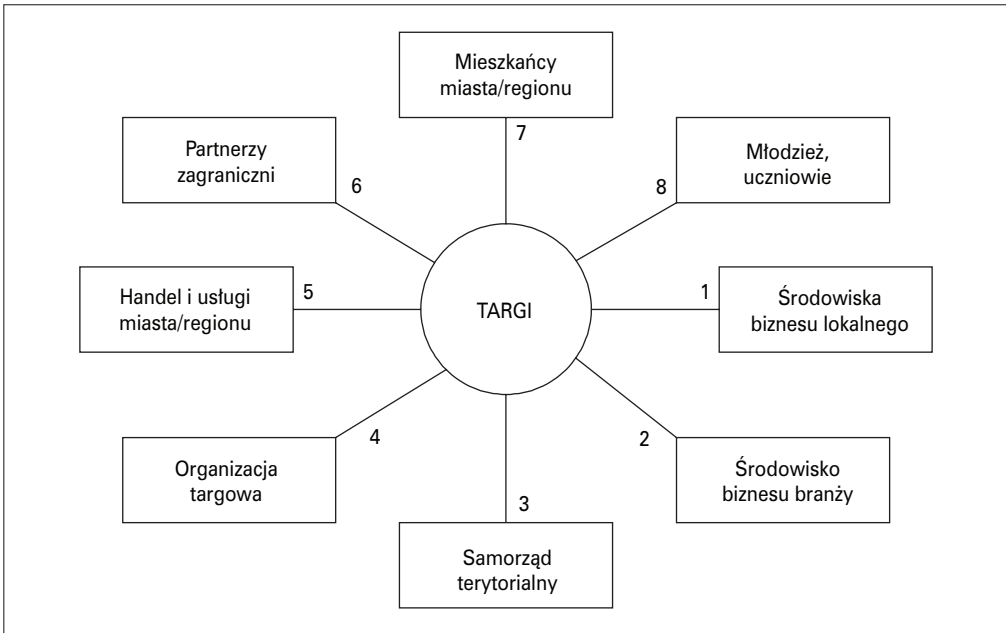 Mieszkańcy
miasta/regionu
7
Partnerzy
zagraniczni
6
Młodzież,
uczniowie
8
Handel i usługi
miasta/regionu
5
TARGI
1
Środowiska
biznesu lokalnego
Organizacja
targowa
4
2
Środowisko
biznesu branży
3
Samorząd
terytorialny